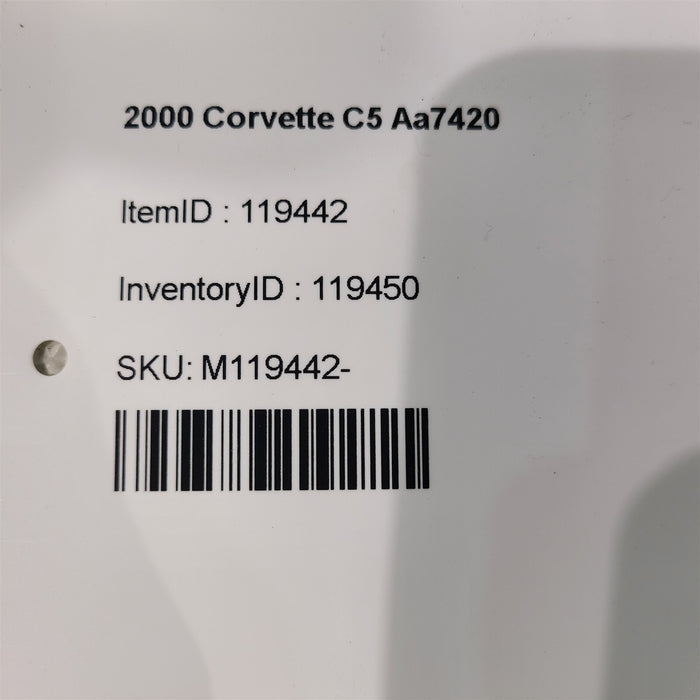 2000 Corvette C5 Aa7420
ItemID : 119442
InventoryID : 119450
SKU: M119442-